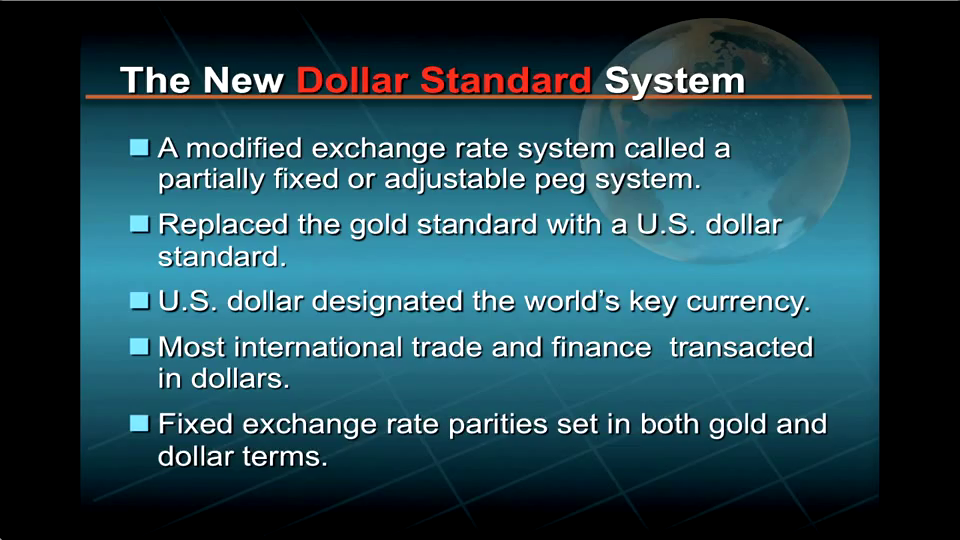 The New Dollar Standard System
A modified exchange rate system called a
partially fixed or adjustable peg system.
Replaced the gold standard with a U.S. dollar
standard.
U.S. dollar designated the world’s key currency.
Most international trade and finance  transacted
in dollars.
Fixed exchange rate parities set in both gold and
dollar terms.